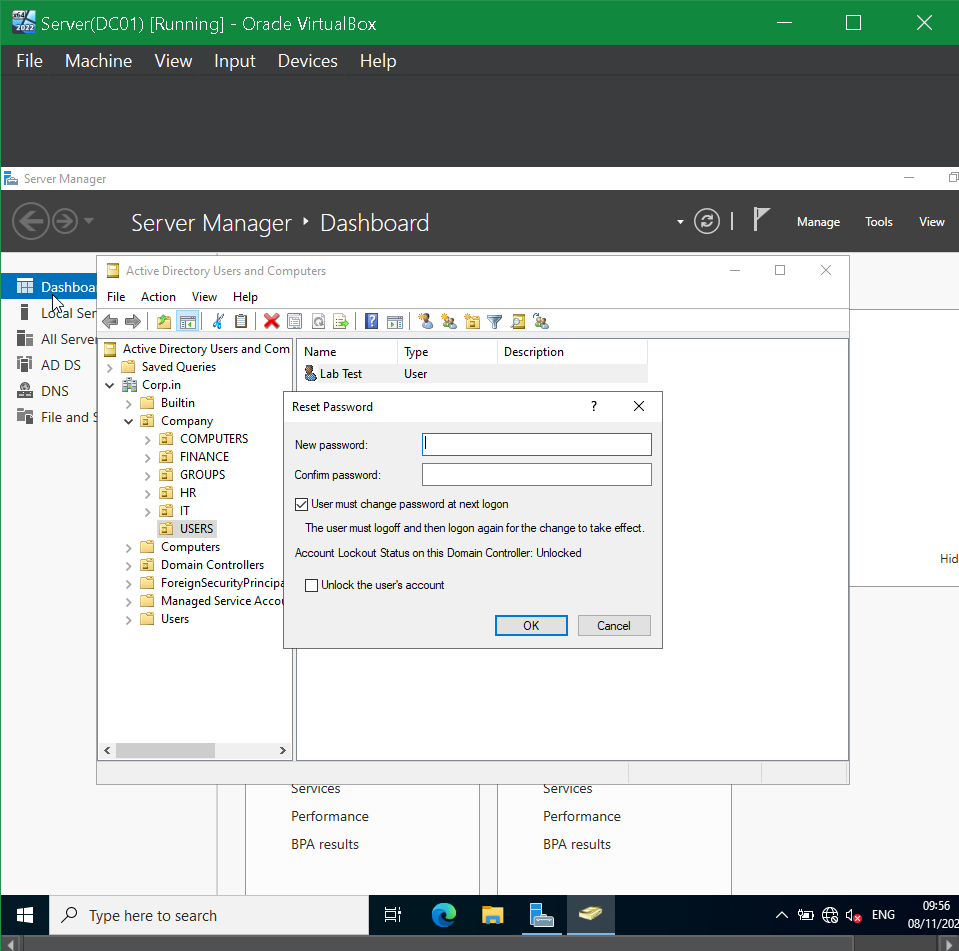 Server(DC01) [Running] - Oracle VirtualBox
File Machine View Input Devices Help
Server Manager
Server Manager ‣ Dashboard
Manage Tools View
Dashboa
Local Ser
All Server
AD DS
DNS
File and S
Active Directory Users and Computers
File Action View Help
Active Directory Users and Com
Saved Queries
Corp.in
Builtin
Company
COMPUTERS
FINANCE
GROUPS
HR
IT
USERS
Computers
Domain Controllers
ForeignSecurityPrincipa
Managed Service Accou
Users
Name Type Description
Lab Test User
Reset Password
?
New password:
Confirm password:
User must change password at next logon
The user must logoff and then logon again for the change to take effect.
Account Lockout Status on this Domain Controller: Unlocked
Unlock the user's account
OK Cancel
Hid
Services Services
Performance Performance
BPA results BPA results
Type here to search
ENG
09:56
08/11/202